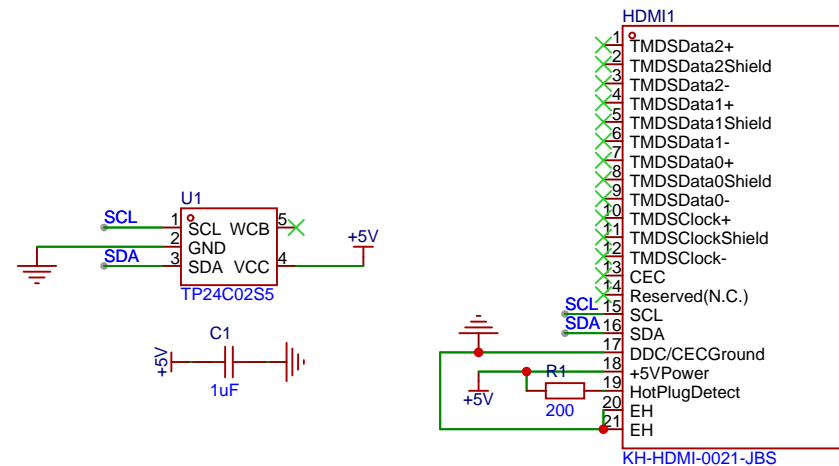 HDMI1
1 TMDSData2+
2 TMDSData2Shield
3 TMDSData2-
4 TMDSData1+
5 TMDSData1Shield
6 TMDSData1-
7 TMDSData0+
8 TMDSData0Shield
9 TMDSData0-
10 TMDSClock+
11 TMDSClockShield
12 TMDSClock-
13 CEC
14 Reserved(N.C.)
SCL 15 SCL
SDA 16 SDA
17 DDC/CECGround
18 +5VPower
+5V
R1
200
19 HotPlugDetect
20 EH
21 EH
KH-HDMI-0021-JBS
U1
SCL 1 SCL WCB 5
2 GND
SDA 3 SDA VCC 4
+5V
TP24C02S5
C1
+5V
1uF